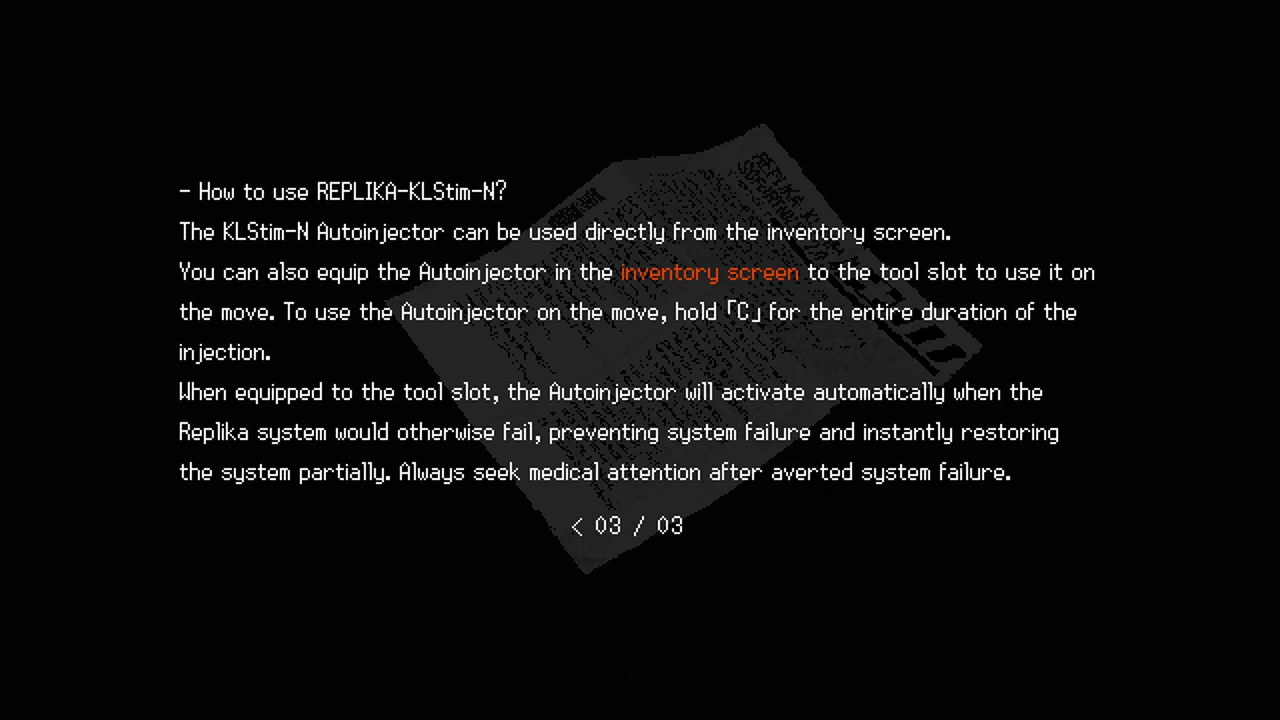 - How to use REPLIKA-KLStim-N?
The KLStim-N Autoinjector can be used directly from the inventory screen.
You can also equip the Autoinjector in the inventory screen to the tool slot to use it on
the move. To use the Autoinjector on the move, hold「C」for the entire duration of the
injection.
When equipped to the tool slot, the Autoinjector will activate automatically when the
Replika system would otherwise fail, preventing system failure and instantly restoring
the system partially. Always seek medical attention after averted system failure.
< 03 / 03